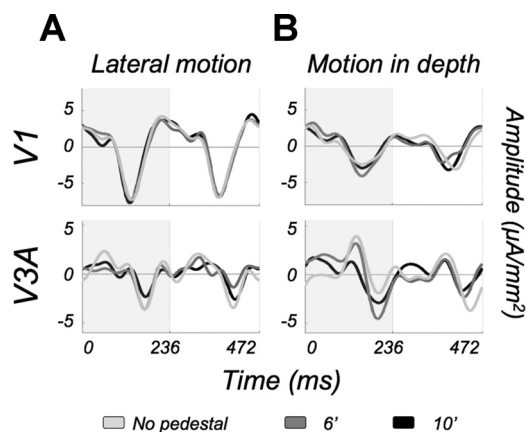 A B
Lateral motion Motion in depth
V1
5
0
-5
5
0
-5
V3A
5
0
-5
5
0
-5
0 236 472
0 236 472
Amplitude (μA/mm²)
Time (ms)
No pedestal 6’ 10’